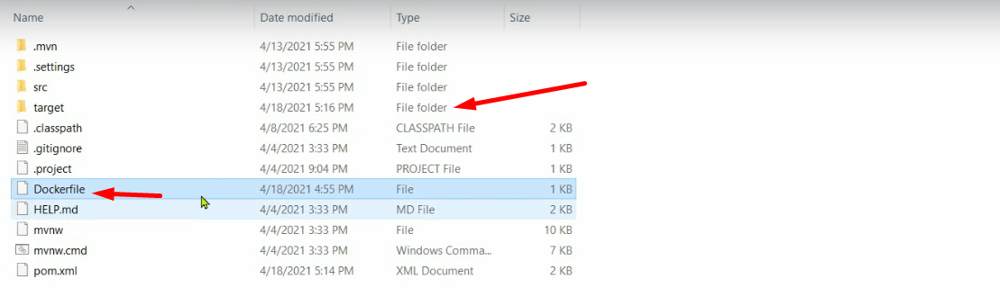 Name Date modified Type Size
.mvn 4/13/2021 5:55 PM File folder
.settings 4/13/2021 5:55 PM File folder
src 4/13/2021 5:55 PM File folder
target 4/18/2021 5:16 PM File folder
.classpath 4/8/2021 6:25 PM CLASSPATH File 2 KB
.gitignore 4/4/2021 3:33 PM Text Document 1 KB
.project 4/4/2021 9:04 PM PROJECT File 1 KB
Dockerfile 4/18/2021 4:55 PM File 1 KB
HELP.md 4/4/2021 3:33 PM MD File 2 KB
mvnw 4/4/2021 3:33 PM File 10 KB
mvnw.cmd 4/4/2021 3:33 PM Windows Comma... 7 KB
pom.xml 4/18/2021 5:14 PM XML Document 2 KB